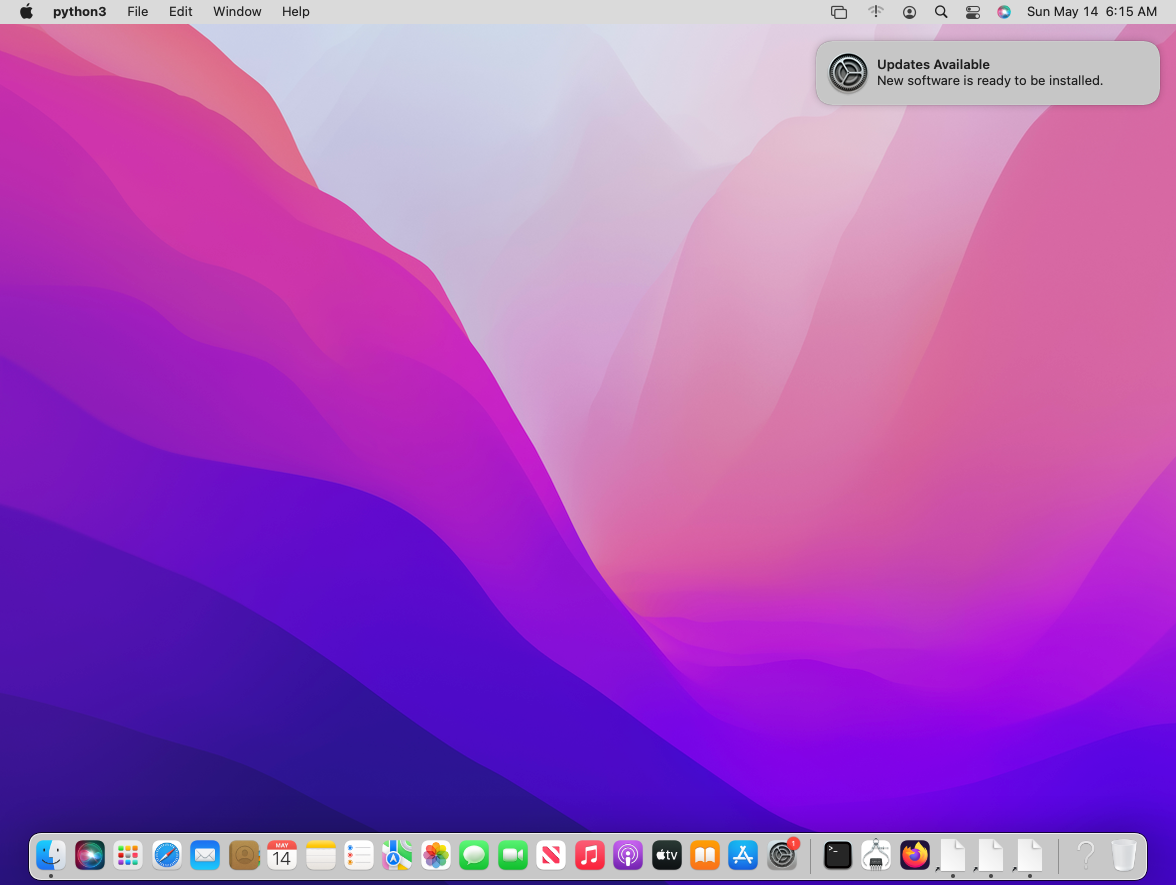 python3 File Edit Window Help Sun May 14 6:15 AM
Updates Available
New software is ready to be installed.
MAY
14
tv
1
>_
?